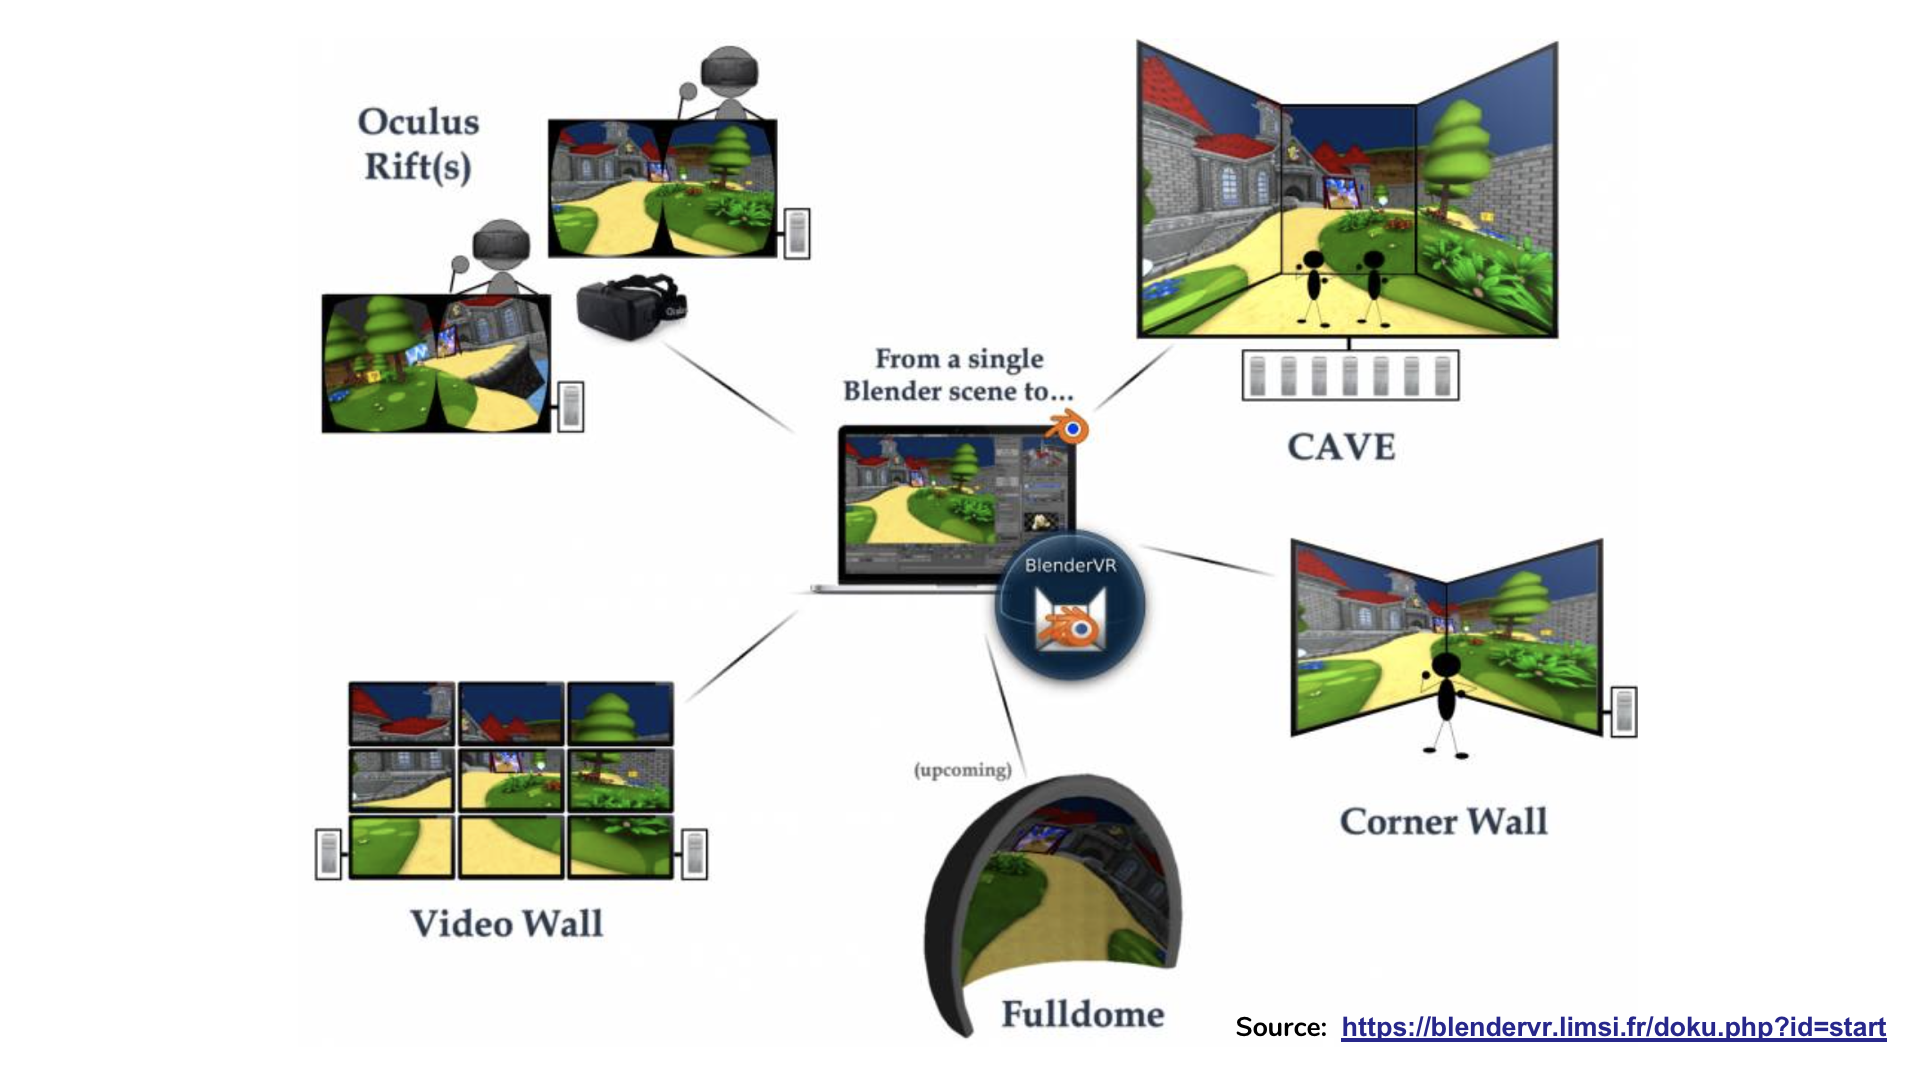 Oculus
Rift(s)
From a single
Blender scene to...
CAVE
BlenderVR
Corner Wall
Video Wall
(upcoming)
Fulldome
Source: https://blendervr.limsi.fr/doku.php?id=start